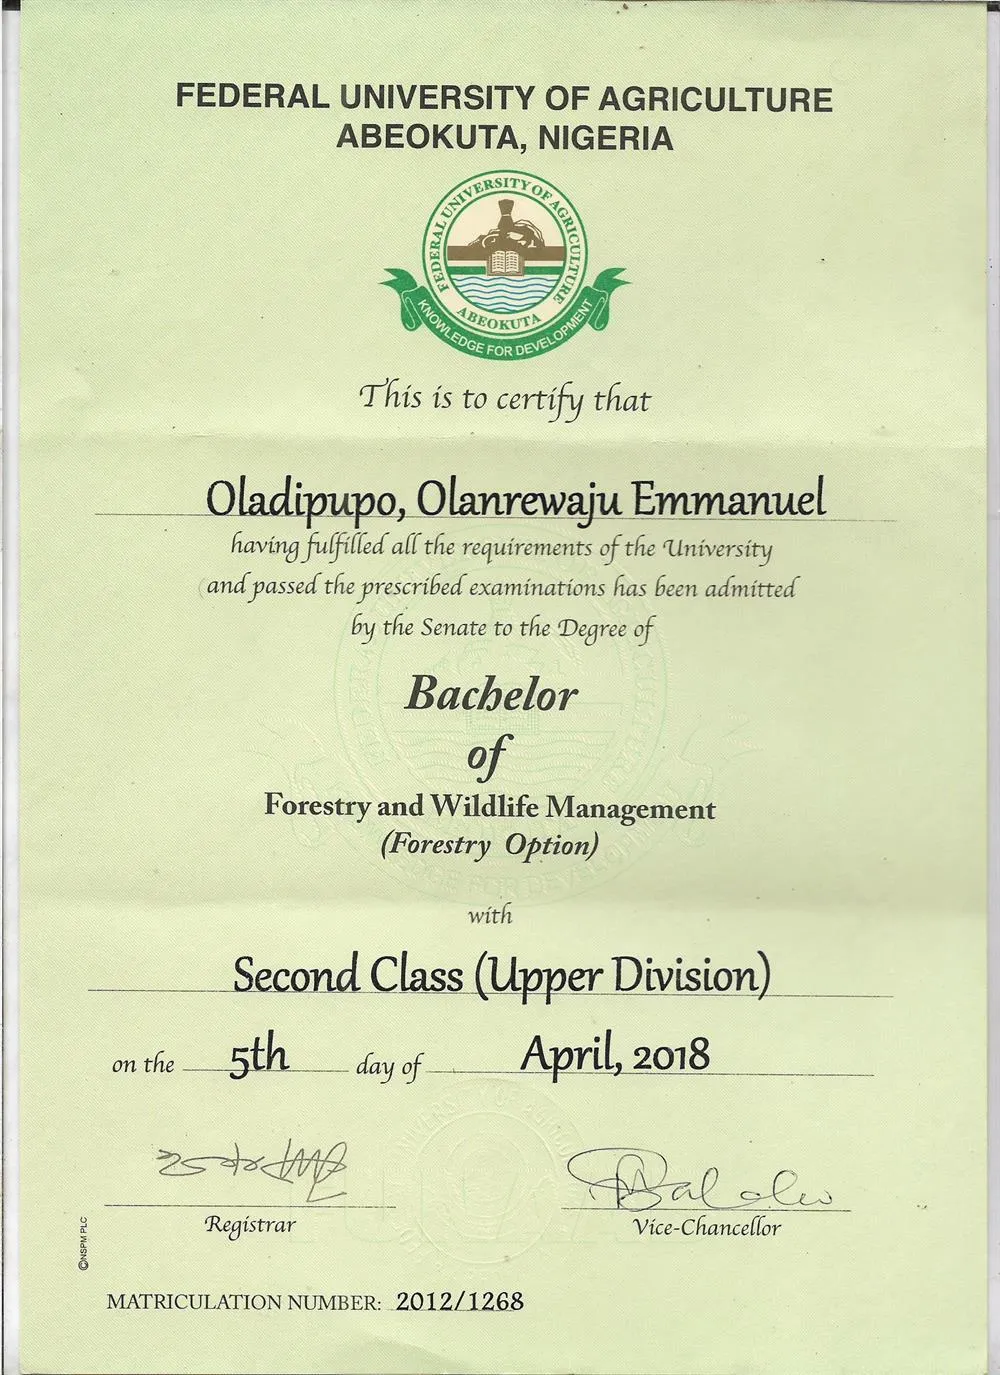 FEDERAL UNIVERSITY OF AGRICULTURE
ABEOKUTA, NIGERIA
FEDERAL UNIVERSITY OF AGRICULTURE
ABEOKUTA
KNOWLEDGE FOR DEVELOPMENT
This is to certify that
Oladipupo, Olanrewaju Emmanuel
having fulfilled all the requirements of the University
and passed the prescribed examinations has been admitted
by the Senate to the Degree of
Bachelor
of
Forestry and Wildlife Management
(Forestry Option)
with
Second Class (Upper Division)
on the 5th day of April, 2018
Registrar
Vice-Chancellor
©NSPM PLC
MATRICULATION NUMBER: 2012/1268